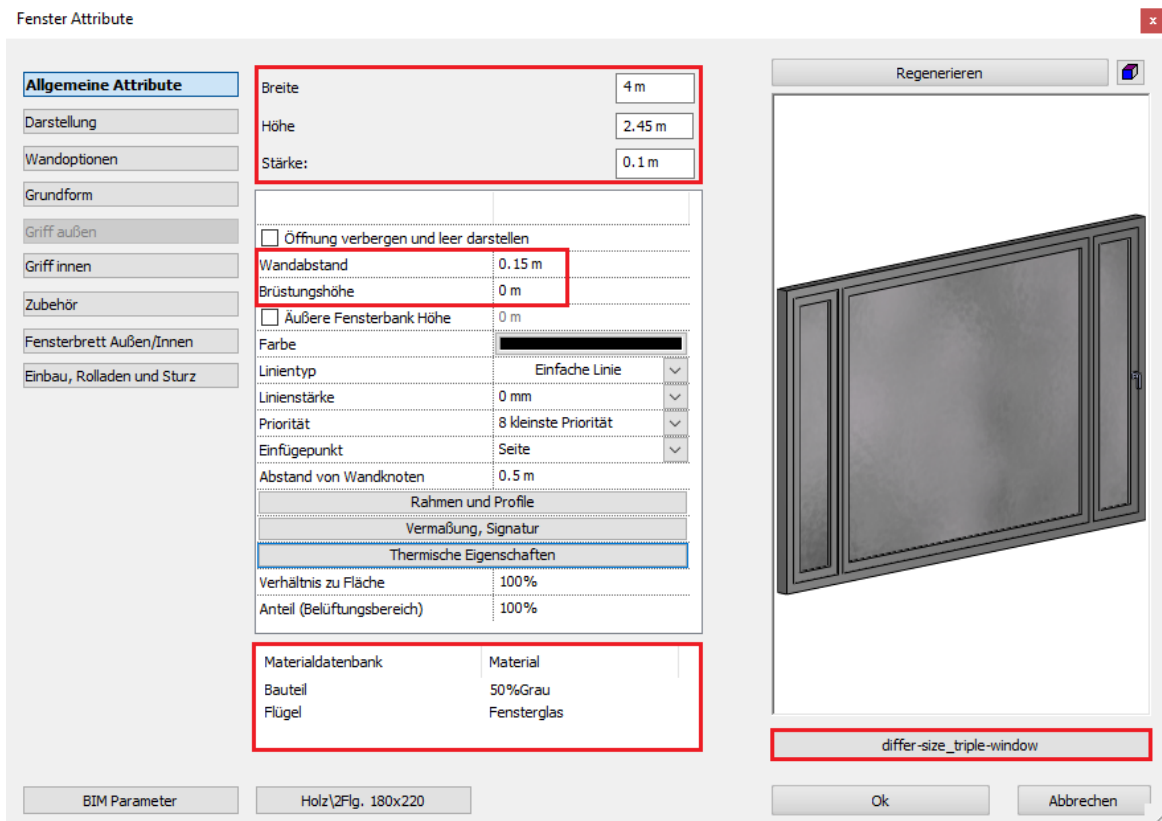 Fenster Attribute
x
Allgemeine Attribute
Darstellung
Wandoptionen
Grundform
Griff außen
Griff innen
Zubehör
Fensterbrett Außen/Innen
Einbau, Rolladen und Sturz
Breite 4 m
Höhe 2.45 m
Stärke: 0.1 m
Öffnung verbergen und leer darstellen
Wandabstand 0.15 m
Brüstungshöhe 0 m
Äußere Fensterbank Höhe 0 m
Farbe
Linientyp Einfache Linie
Linienstärke 0 mm
Priorität 8 kleinste Priorität
Einfügepunkt Seite
Abstand von Wandknoten 0.5 m
Rahmen und Profile
Vermaßung, Signatur
Thermische Eigenschaften
Verhältnis zu Fläche 100%
Anteil (Belüftungsbereich) 100%
Materialdatenbank Material
Bauteil 50%Grau
Flügel Fensterglas
Regenerieren
differ-size_triple-window
BIM Parameter
Holz\2Flg. 180x220
Ok
Abbrechen